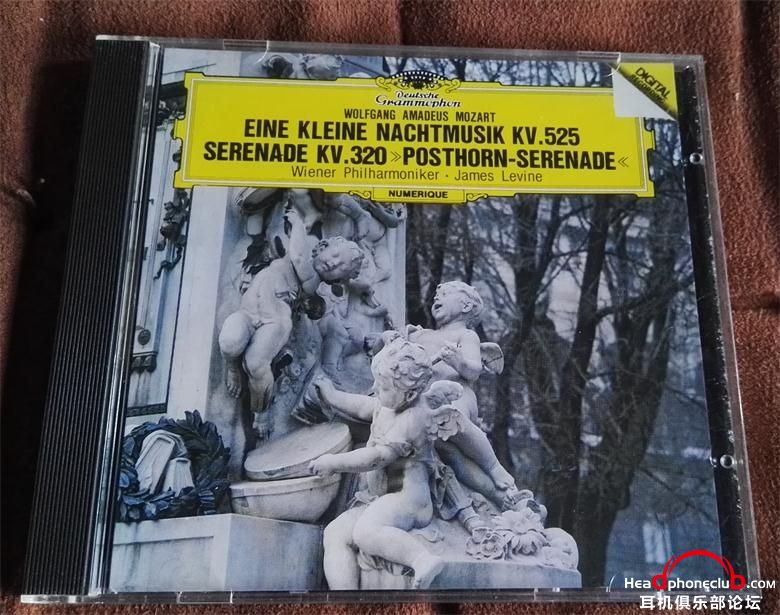 Deutsche
Grammophon
DIGITAL
RECORDING
WOLFGANG AMADEUS MOZART
EINE KLEINE NACHTMUSIK KV.525
SERENADE KV.320 »POSTHORN-SERENADE«
Wiener Philharmoniker · James Levine
NUMERIQUE
Headphoneclub.com
耳机俱乐部论坛